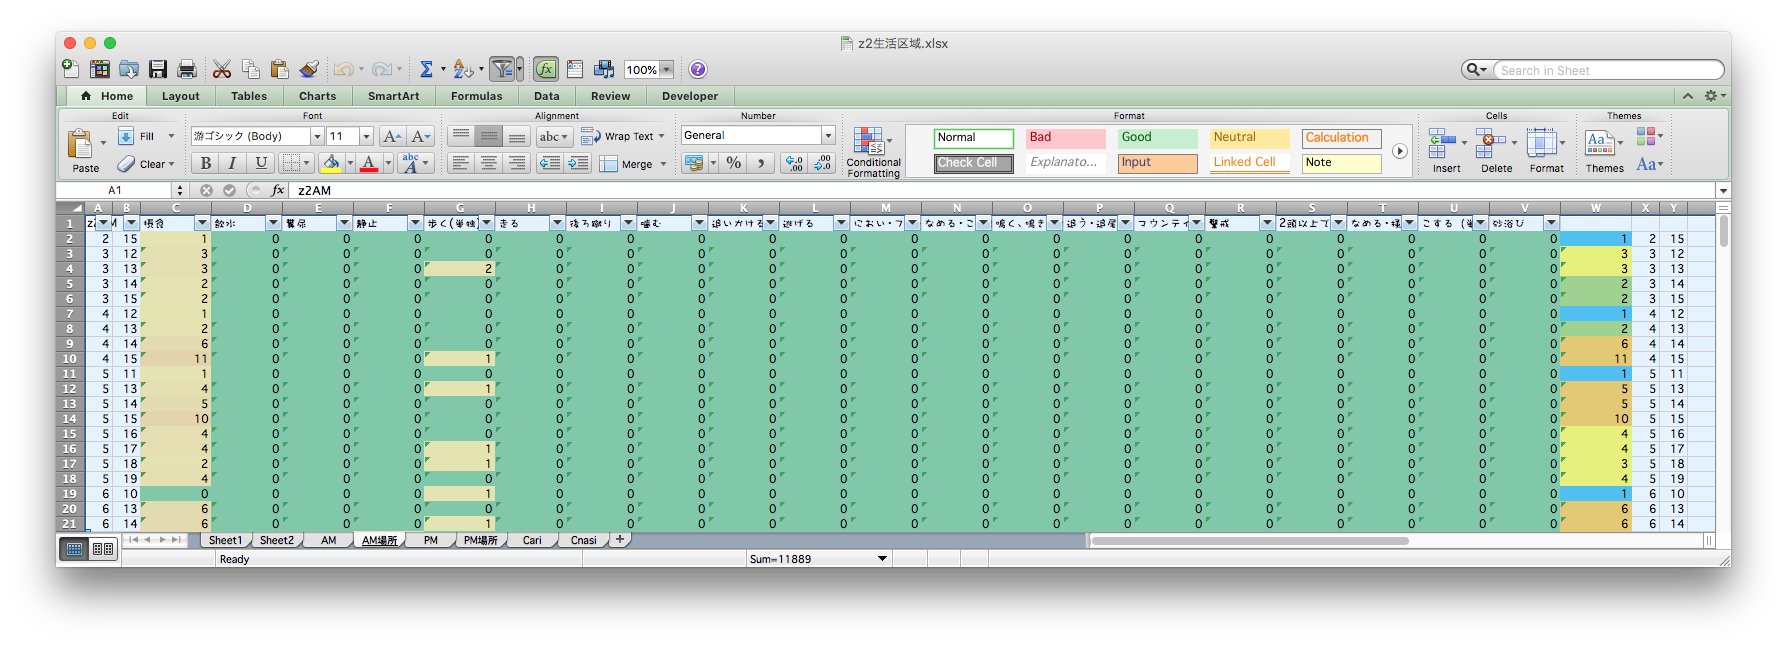 z2生活区域.xlsx
100% Search in Sheet
Home Layout Tables Charts SmartArt Formulas Data Review Developer
Edit Font Alignment Number Format Cells Themes
Fill 游ゴシック (Body) 11 A A abc Wrap Text General Normal Bad Good Neutral Calculation
Paste Clear B I U A abc A Merge % , .0 .00 .00 .0 Conditional Formatting Check Cell Explanato... Input Linked Cell Note Insert Delete Format Themes Aa
A1 fx z2AM
A B C D E F G H I J K L M N O P Q R S T U V W X Y
1 摂食 飲水 糞尿 静止 歩く(単独) 走る 後ろ蹴り 噛む 追いかける 逃げる におい・フ なめる・こ 鳴く、鳴き 追う・追尾 マウンティ 警戒 2頭以上で なめる・掻 こする (単 砂浴び
2 2 15 1 0 0 0 0 0 0 0 0 0 0 0 0 0 0 0 0 0 0 0 1 2 15
3 3 12 3 0 0 0 0 0 0 0 0 0 0 0 0 0 0 0 0 0 0 0 3 3 12
4 3 13 3 0 0 0 2 0 0 0 0 0 0 0 0 0 0 0 0 0 0 0 3 3 13
5 3 14 2 0 0 0 0 0 0 0 0 0 0 0 0 0 0 0 0 0 0 0 2 3 14
6 3 15 2 0 0 0 0 0 0 0 0 0 0 0 0 0 0 0 0 0 0 0 2 3 15
7 4 12 1 0 0 0 0 0 0 0 0 0 0 0 0 0 0 0 0 0 0 0 1 4 12
8 4 13 2 0 0 0 0 0 0 0 0 0 0 0 0 0 0 0 0 0 0 0 2 4 13
9 4 14 6 0 0 0 0 0 0 0 0 0 0 0 0 0 0 0 0 0 0 0 6 4 14
10 4 15 11 0 0 0 1 0 0 0 0 0 0 0 0 0 0 0 0 0 0 0 11 4 15
11 5 11 1 0 0 0 0 0 0 0 0 0 0 0 0 0 0 0 0 0 0 0 1 5 11
12 5 13 4 0 0 0 1 0 0 0 0 0 0 0 0 0 0 0 0 0 0 0 5 5 13
13 5 14 5 0 0 0 0 0 0 0 0 0 0 0 0 0 0 0 0 0 0 0 5 5 14
14 5 15 10 0 0 0 0 0 0 0 0 0 0 0 0 0 0 0 0 0 0 0 10 5 15
15 5 16 4 0 0 0 0 0 0 0 0 0 0 0 0 0 0 0 0 0 0 0 4 5 16
16 5 17 4 0 0 0 1 0 0 0 0 0 0 0 0 0 0 0 0 0 0 0 4 5 17
17 5 18 2 0 0 0 1 0 0 0 0 0 0 0 0 0 0 0 0 0 0 0 3 5 18
18 5 19 4 0 0 0 0 0 0 0 0 0 0 0 0 0 0 0 0 0 0 0 4 5 19
19 6 10 0 0 0 0 1 0 0 0 0 0 0 0 0 0 0 0 0 0 0 0 1 6 10
20 6 13 6 0 0 0 0 0 0 0 0 0 0 0 0 0 0 0 0 0 0 0 6 6 13
21 6 14 6 0 0 0 1 0 0 0 0 0 0 0 0 0 0 0 0 0 0 0 6 6 14
Sheet1 Sheet2 AM AM場所 PM PM場所 Cari Cnasi +
Ready Sum=11889